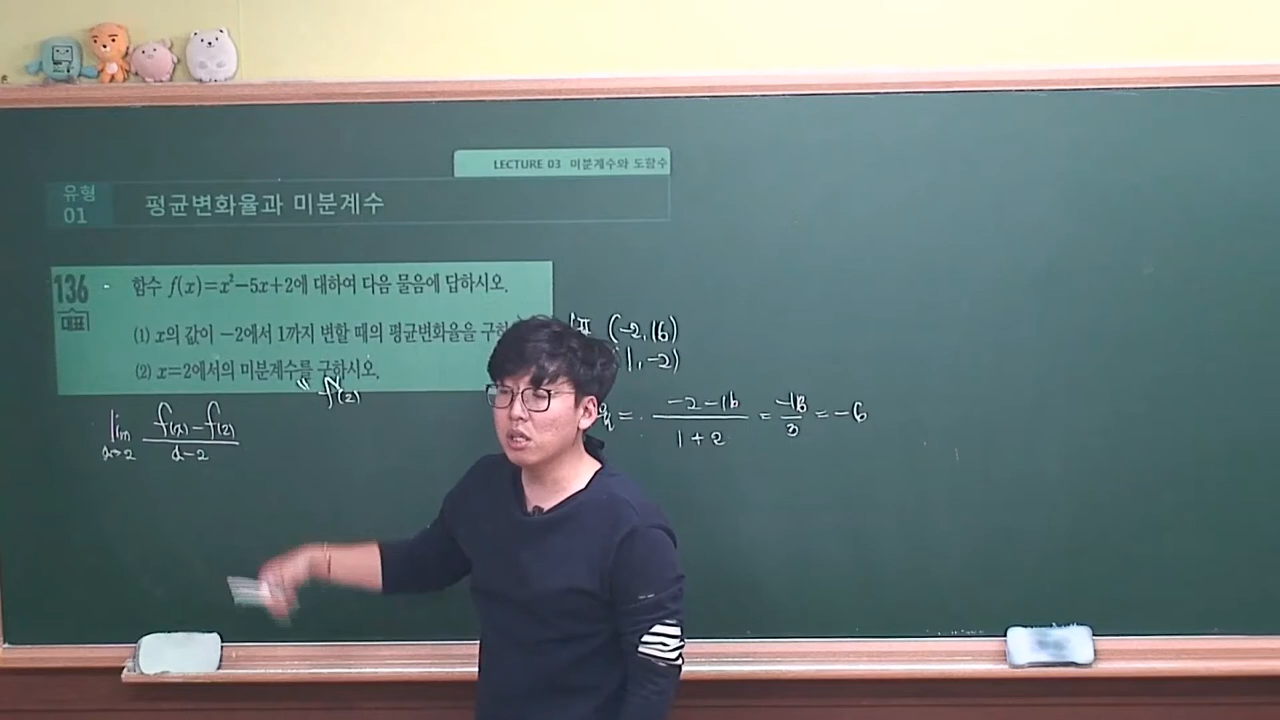 LECTURE 03 미분계수와 도함수
유형 01
평균변화율과 미분계수
136
대표
함수 f(x)=x²−5x+2에 대하여 다음 물음에 답하시오.
(1) x의 값이 −2에서 1까지 변할 때의 평균변화율을
(2) x=2에서의 미분계수를 구하시오.
f'(2)
(-2, 16)
1, -2)
= -2-16 / 1+2 = -18/3 = -6
lim x→2 f(x)-f(2) / x-2